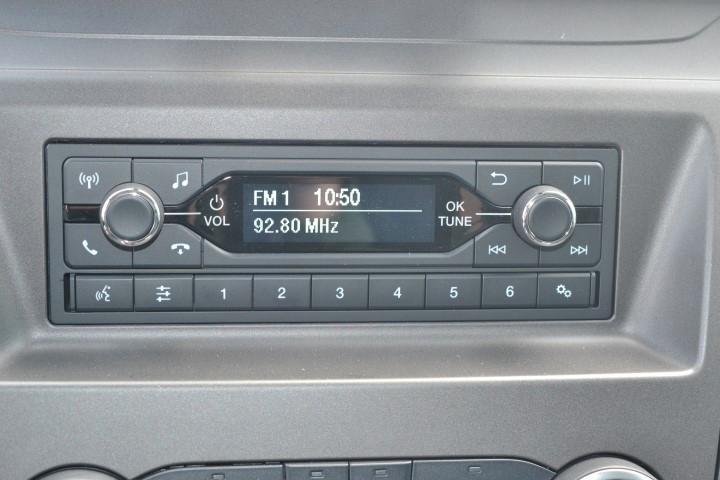 FM 1 10:50
92.80 MHz
VOL
OK
TUNE
1 2 3 4 5 6